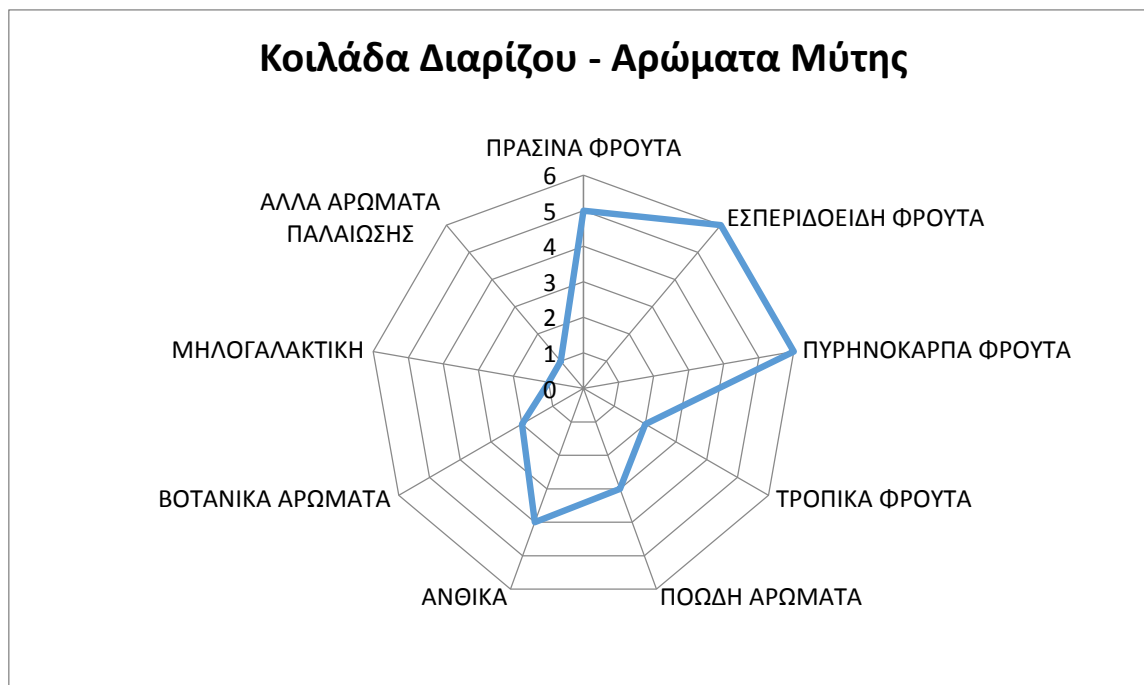 Κοιλάδα Διαρίζου - Αρώματα Μύτης
ΠΡΑΣΙΝΑ ΦΡΟΥΤΑ
ΕΣΠΕΡΙΔΟΕΙΔΗ ΦΡΟΥΤΑ
ΠΥΡΗΝΟΚΑΡΠΑ ΦΡΟΥΤΑ
ΤΡΟΠΙΚΑ ΦΡΟΥΤΑ
ΠΟΩΔΗ ΑΡΩΜΑΤΑ
ΑΝΘΙΚΑ
ΒΟΤΑΝΙΚΑ ΑΡΩΜΑΤΑ
ΜΗΛΟΓΑΛΑΚΤΙΚΗ
ΑΛΛΑ ΑΡΩΜΑΤΑ
ΠΑΛΑΙΩΣΗΣ
6
5
4
3
2
1
0